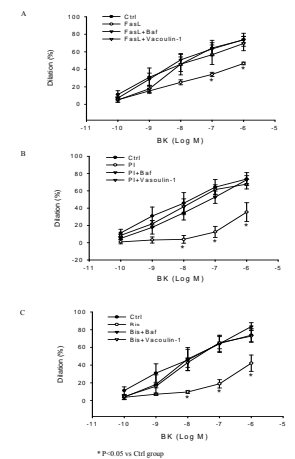 A
Ctrl
FasL
FasL+Baf
FasL+Vacoulin-1
Dilation (%)
100
80
60
40
20
0
* *
-11 -10 -9 -8 -7 -6 -5
BK (Log M)
B
Ctrl
PI
PI+Baf
PI+Vasoulin-1
Dilation (%)
100
80
60
40
20
0
-20
* * *
-11 -10 -9 -8 -7 -6 -5
BK (Log M)
C
Ctrl
Bis
Bis+Baf
Bis+Vacoulin-1
Dilation (%)
100
80
60
40
20
0
* * *
-11 -10 -9 -8 -7 -6 -5
BK (Log M)
* P<0.05 vs Ctrl group